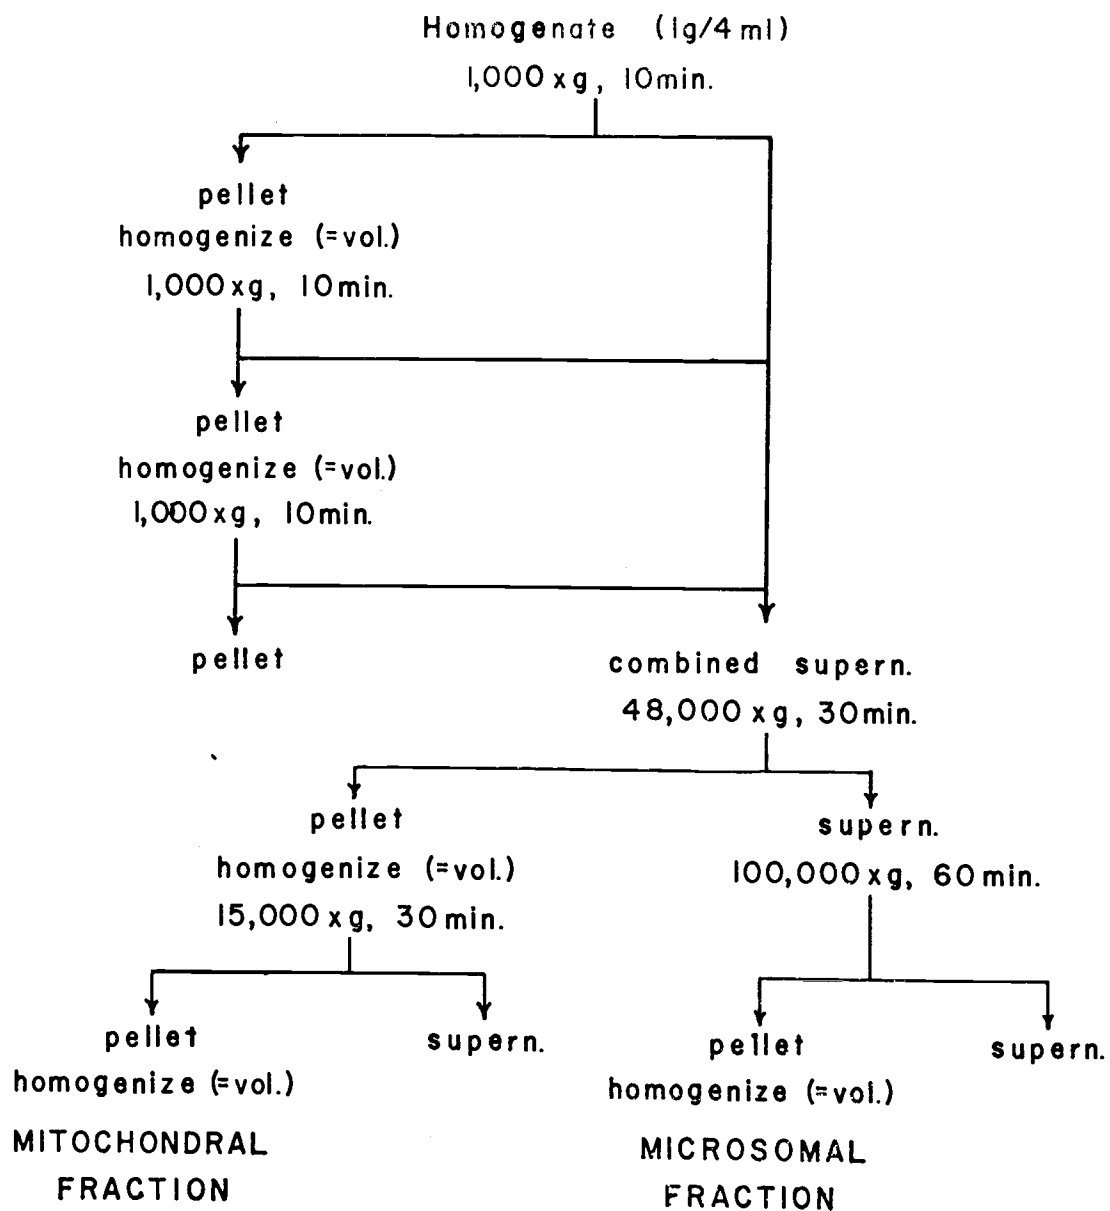 Homogenate (1g/4 ml)
1,000 x g, 10 min.
pellet
homogenize (=vol.)
1,000 x g, 10 min.
pellet
homogenize (=vol.)
1,000 x g, 10 min.
pellet
combined supern.
48,000 x g, 30 min.
pellet
homogenize (=vol.)
15,000 x g, 30 min.
supern.
100,000 x g, 60 min.
pellet
homogenize (=vol.)
MITOCHONDRAL
FRACTION
supern.
pellet
homogenize (=vol.)
MICROSOMAL
FRACTION
supern.